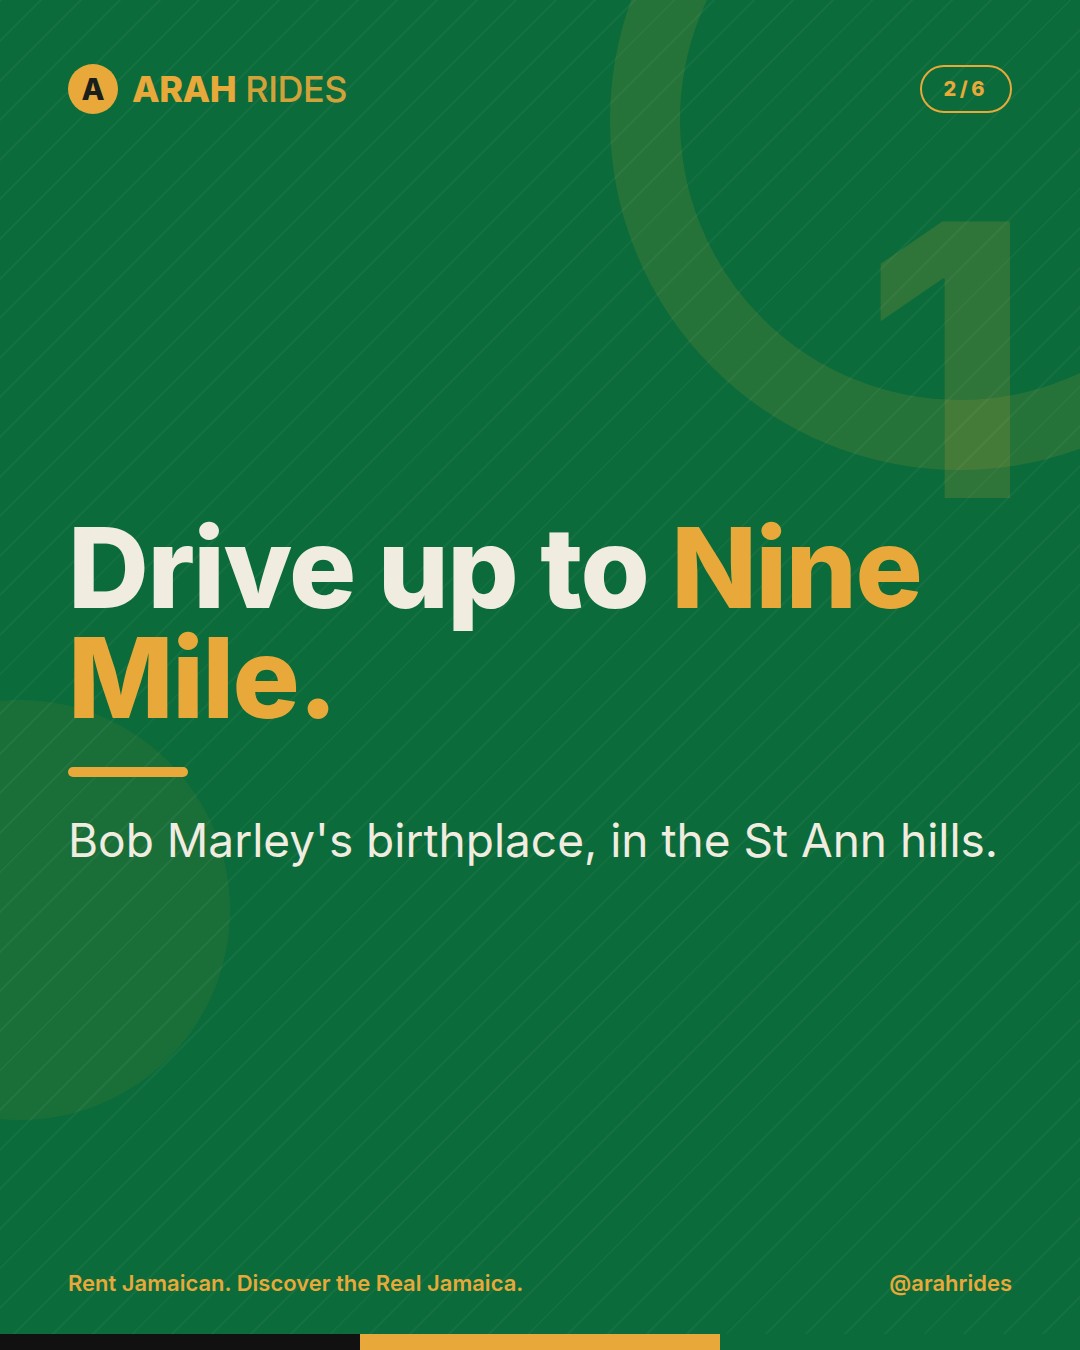 A ARAH RIDES
2/6
1
Drive up to Nine
Mile.
Bob Marley's birthplace, in the St Ann hills.
Rent Jamaican. Discover the Real Jamaica.
@arahrides